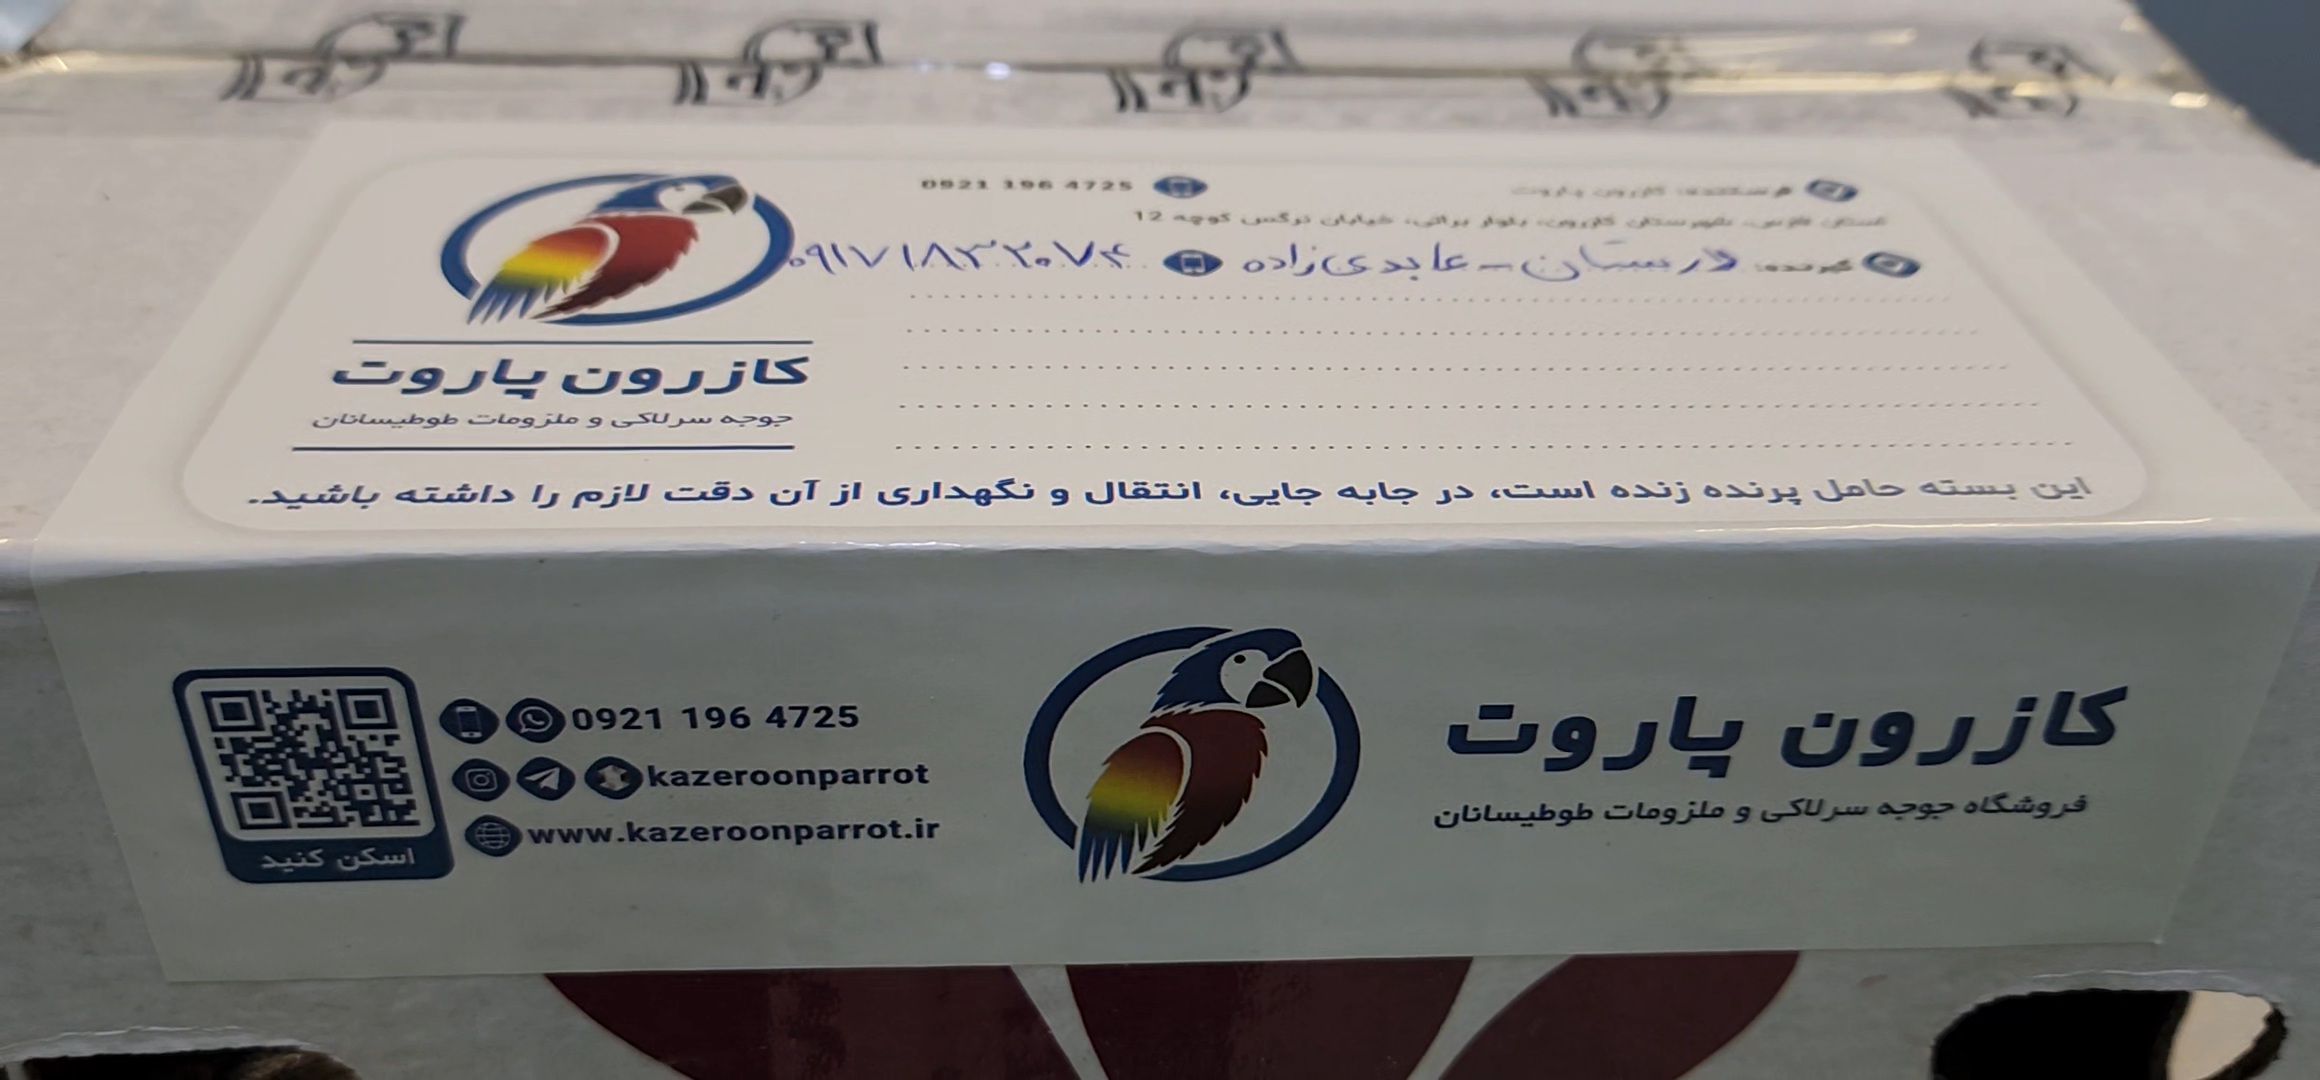 فرستنده: کازرون پاروت
0921 196 4725
استان فارس، شهرستان کازرون، بلوار براتی، خیابان نرگس کوچه 12
گیرنده: لارستان - عابدی زاده
۰۹۱۷۱۸۳۲۰۷۴
کازرون پاروت
جوجه سرلاکی و ملزومات طوطیسانان
این بسته حامل پرنده زنده است، در جابه جایی، انتقال و نگهداری از آن دقت لازم را داشته باشید.
کازرون پاروت
فروشگاه جوجه سرلاکی و ملزومات طوطیسانان
0921 196 4725
kazeroonparrot
www.kazeroonparrot.ir
اسکن کنید